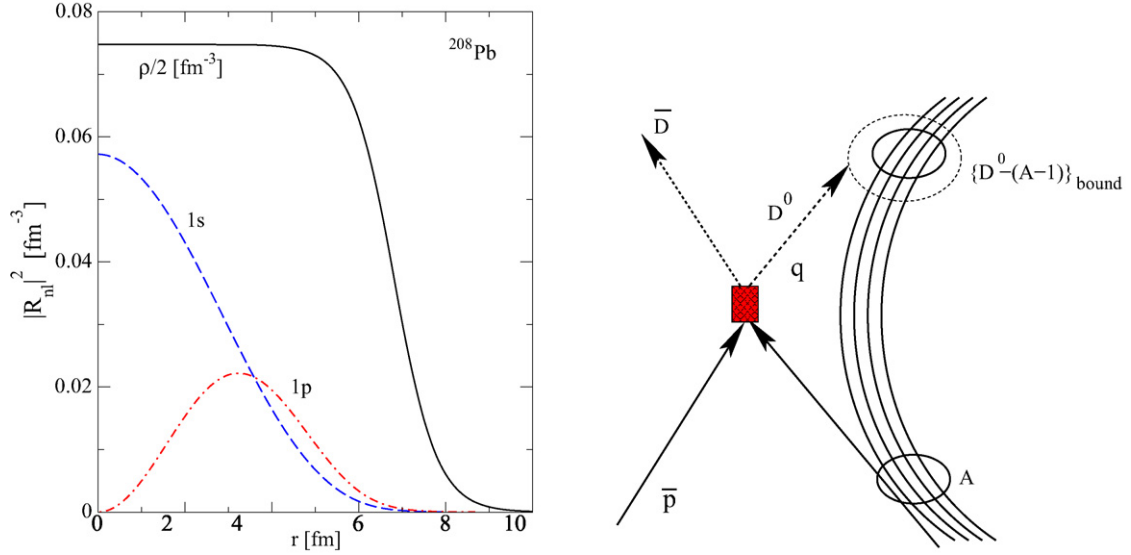 0.08
0.06
0.04
0.02
0
|R_nl|² [fm⁻³]
ρ/2 [fm⁻³]
²⁰⁸Pb
1s
1p
0 2 4 6 8 10
r [fm]
D̅
D⁰
q
{D⁰-(A-1)}_bound
p̅
A